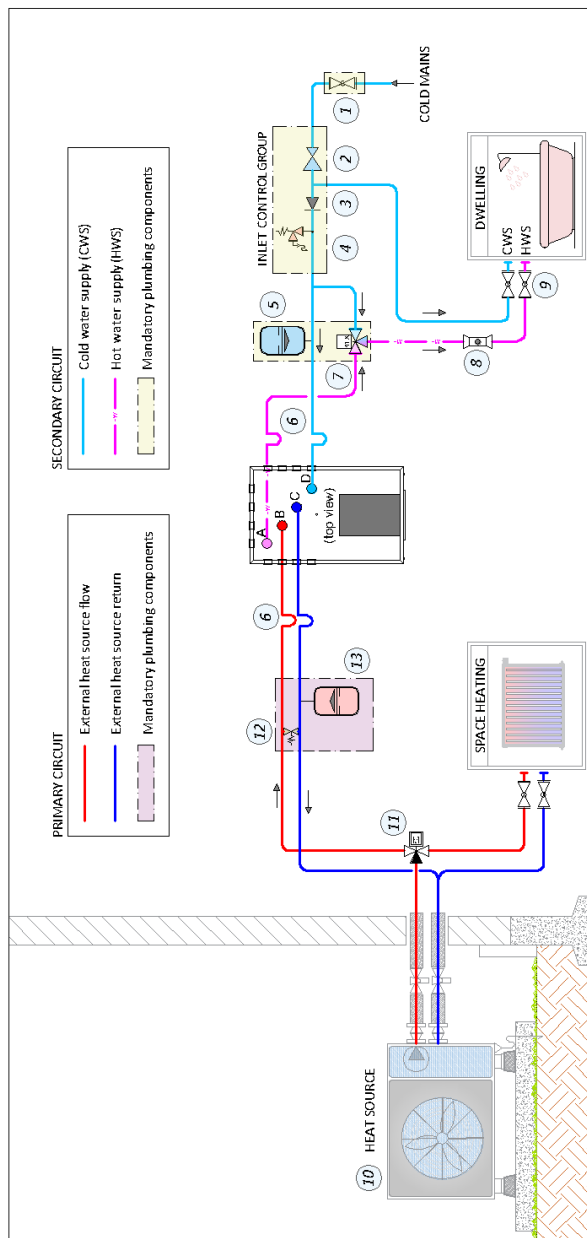 PRIMARY CIRCUIT
External heat source flow
External heat source return
Mandatory plumbing components
SECONDARY CIRCUIT
Cold water supply (CWS)
Hot water supply (HWS)
Mandatory plumbing components
INLET CONTROL GROUP
1
2
3
4
5
COLD MAINS
6
7
A
B
C
D
(top view)
6
12
13
11
8
9
CWS
HWS
DWELLING
SPACE HEATING
10
HEAT SOURCE